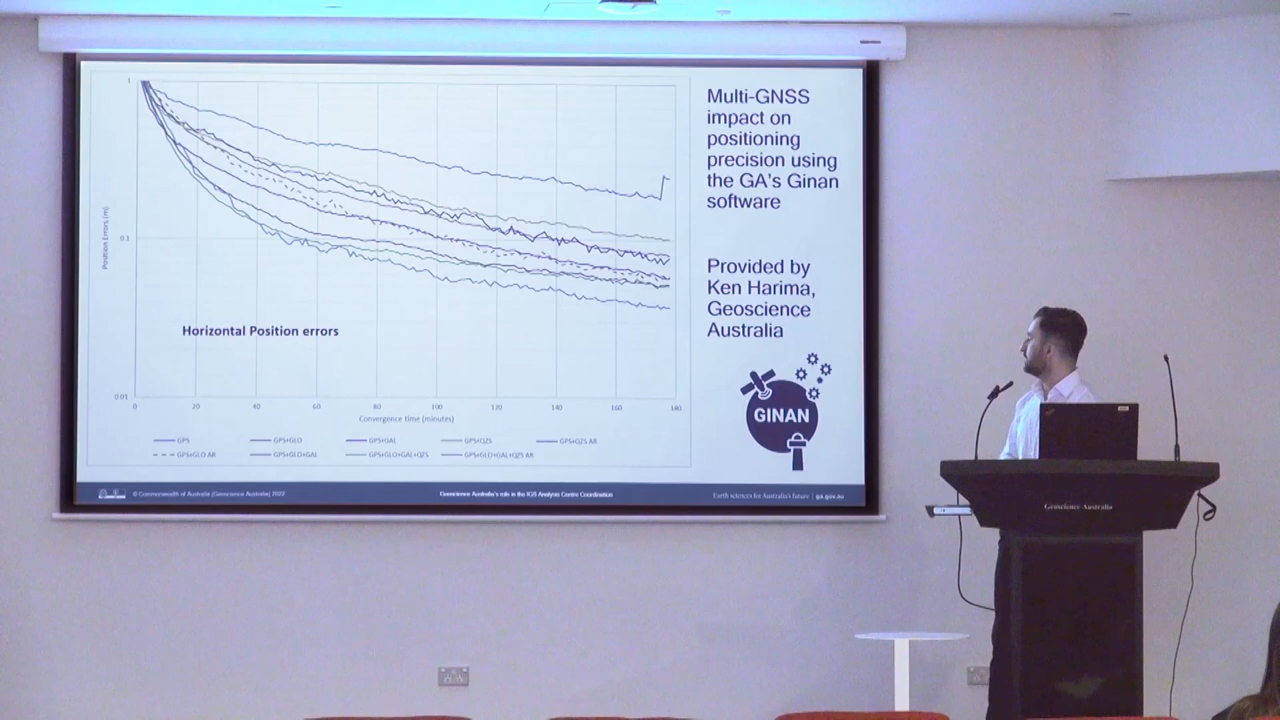 1
0.1
0.01
Position Errors (m)
Horizontal Position errors
0 20 40 60 80 100 120 140 160 180
Convergence time (minutes)
GPS GPS+GLO GPS+GAL GPS+QZS GPS+QZS AR
GPS+GLO AR GPS+GLO+GAL GPS+GLO+GAL+QZS GPS+GLO+GAL+QZS AR
Multi-GNSS
impact on
positioning
precision using
the GA's Ginan
software
Provided by
Ken Harima,
Geoscience
Australia
GINAN
© Commonwealth of Australia (Geoscience Australia) 2022
Geoscience Australia's role in the IGS Analysis Centre Coordination
Earth sciences for Australia's future | ga.gov.au
Geoscience Australia